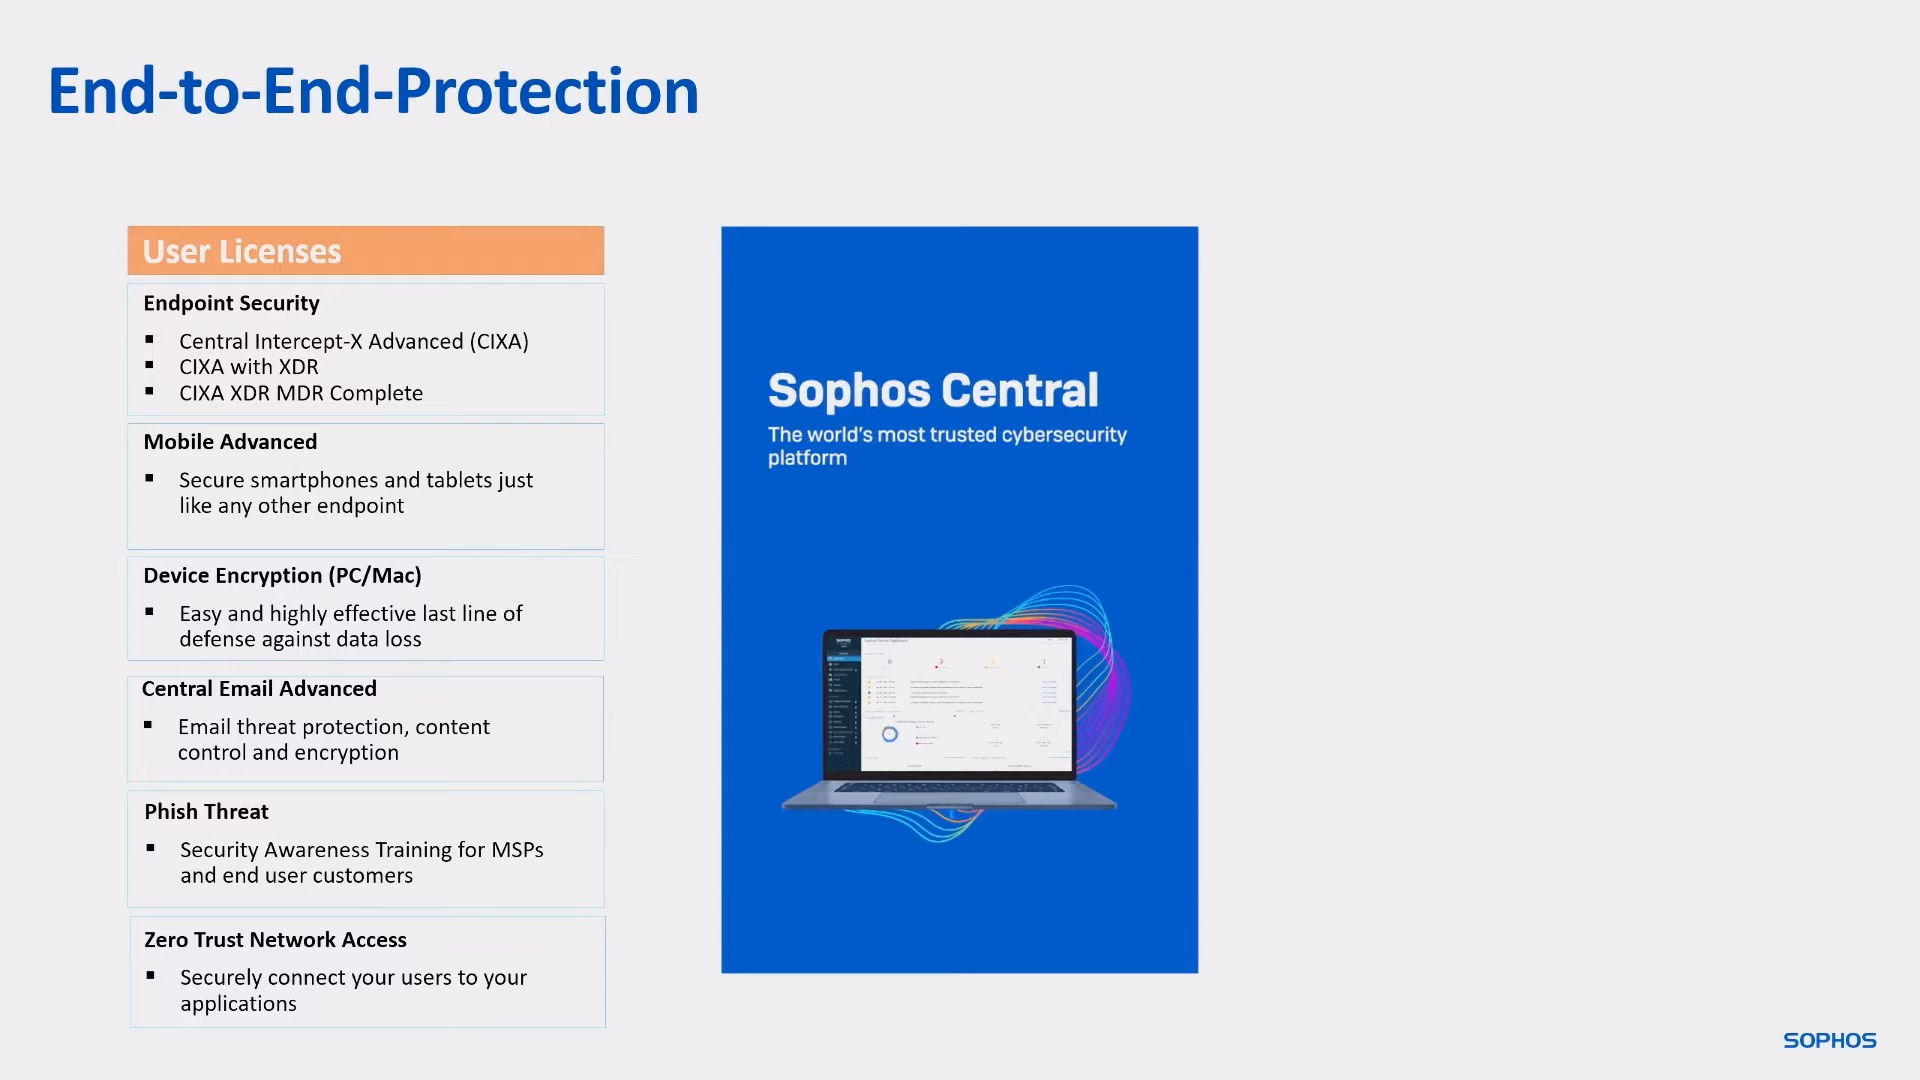 End-to-End-Protection
User Licenses
Endpoint Security
▪ Central Intercept-X Advanced (CIXA)
▪ CIXA with XDR
▪ CIXA XDR MDR Complete
Mobile Advanced
▪ Secure smartphones and tablets just
like any other endpoint
Device Encryption (PC/Mac)
▪ Easy and highly effective last line of
defense against data loss
Central Email Advanced
▪ Email threat protection, content
control and encryption
Phish Threat
▪ Security Awareness Training for MSPs
and end user customers
Zero Trust Network Access
▪ Securely connect your users to your
applications
Sophos Central
The world's most trusted cybersecurity
platform
SOPHOS